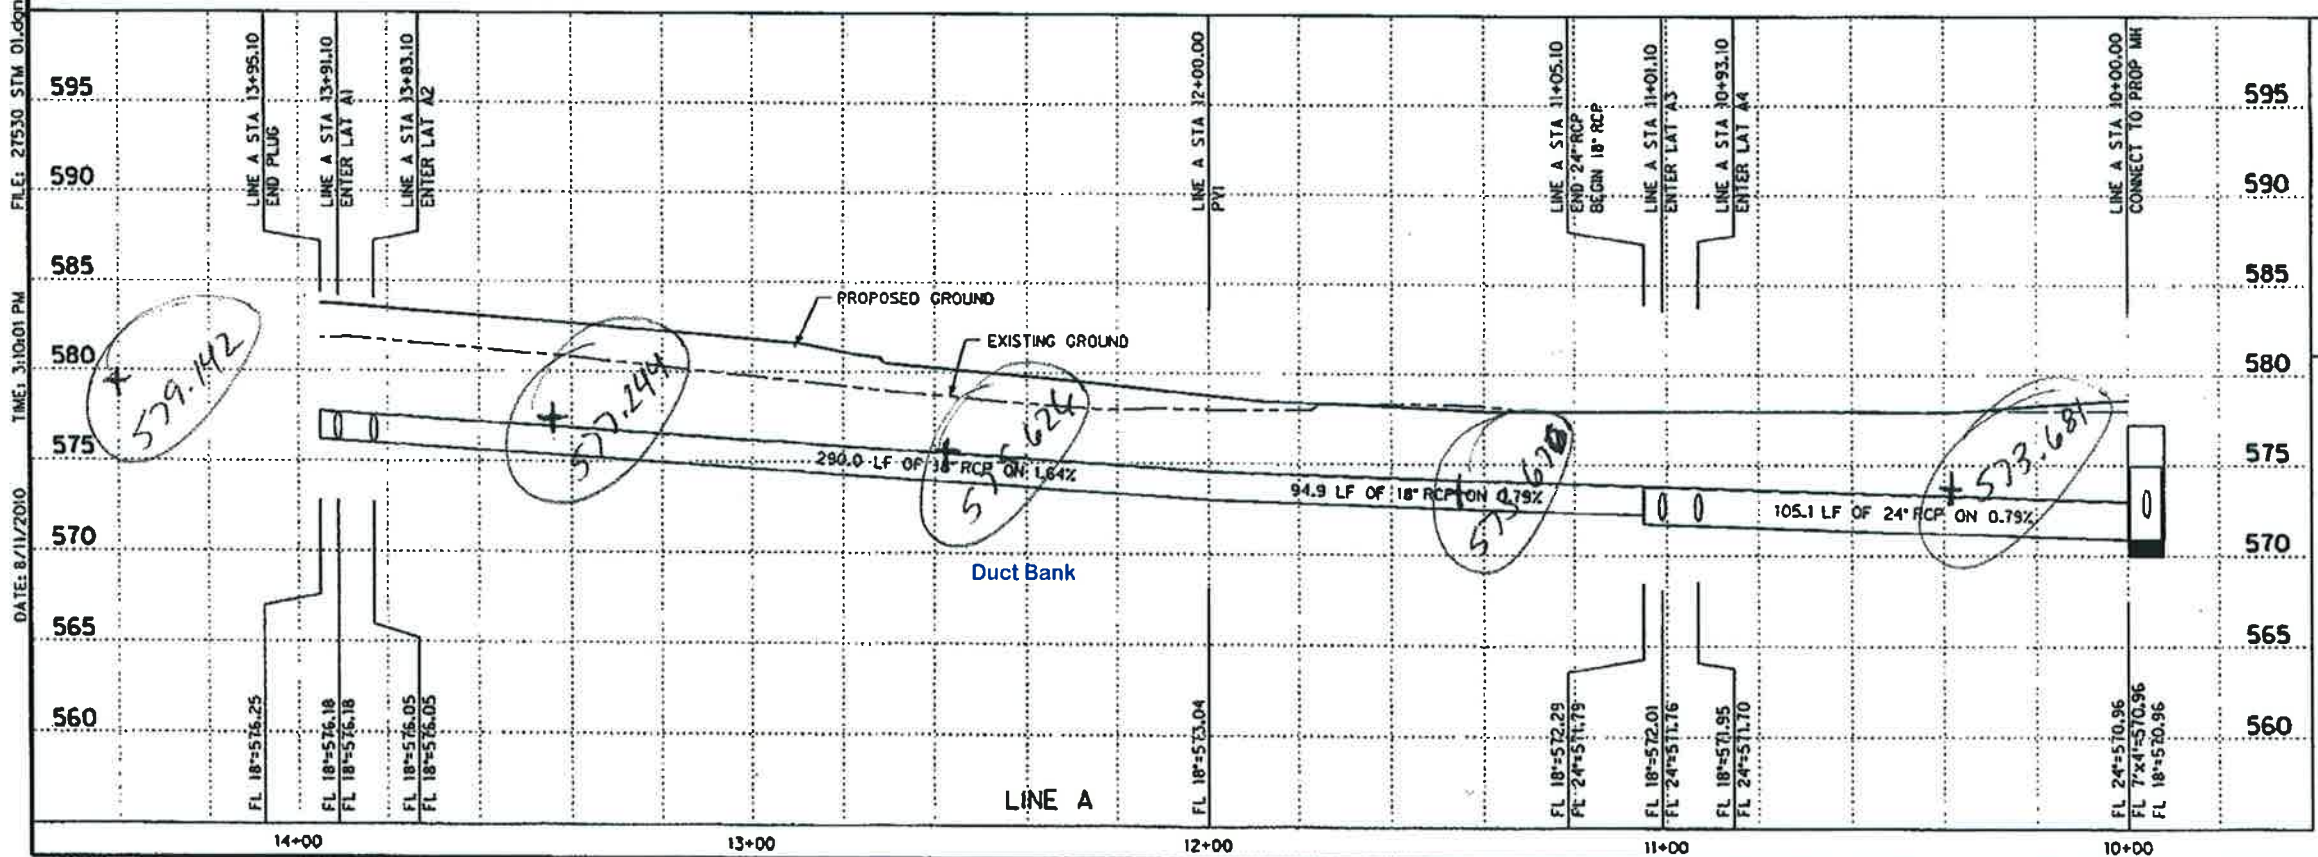 FILE: 27530 STM 01.dgn
TIME: 3:10:01 PM
DATE: 8/11/2010
595
590
585
580
575
570
565
560
LINE A STA 13+95.10
END PLUG
LINE A STA 13+91.10
ENTER LAT A1
LINE A STA 13+83.10
ENTER LAT A2
LINE A STA 12+00.00
PVI
LINE A STA 11+05.10
END 24" RCP
BEGIN 18" RCP
LINE A STA 11+01.10
ENTER LAT A3
LINE A STA 10+93.10
ENTER LAT A4
LINE A STA 10+00.00
CONNECT TO PROP MH
595
590
585
580
575
570
565
560
PROPOSED GROUND
EXISTING GROUND
579.142
577.244
575.624
573.681
LF OF 18" RCP ON 1.64%
94.9 LF OF 18" RCP ON 0.79%
105.1 LF OF 24" RCP ON 0.79%
Duct Bank
FL 18"=576.25
FL 18"=576.18
FL 18"=576.18
FL 18"=576.05
FL 18"=576.05
FL 18"=573.04
FL 18"=572.29
FL 24"=571.79
FL 18"=572.01
FL 24"=571.76
FL 18"=571.95
FL 24"=571.70
FL 24"=570.96
FL 7'X4'=570.96
FL 18"=570.96
LINE A
14+00
13+00
12+00
11+00
10+00